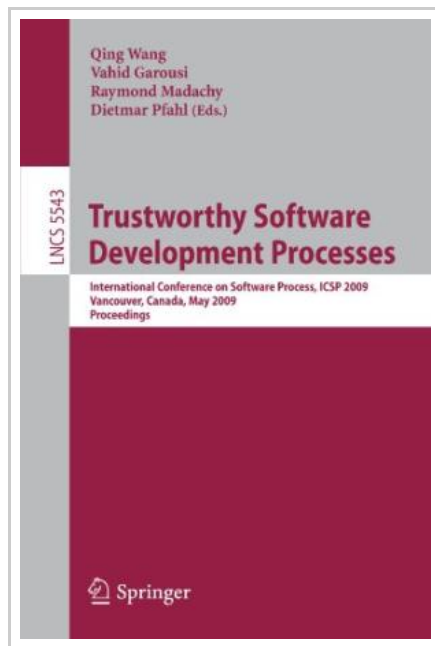 Qing Wang
Vahid Garousi
Raymond Madachy
Dietmar Pfahl (Eds.)
LNCS 5543
Trustworthy Software
Development Processes
International Conference on Software Process, ICSP 2009
Vancouver, Canada, May 2009
Proceedings
Springer